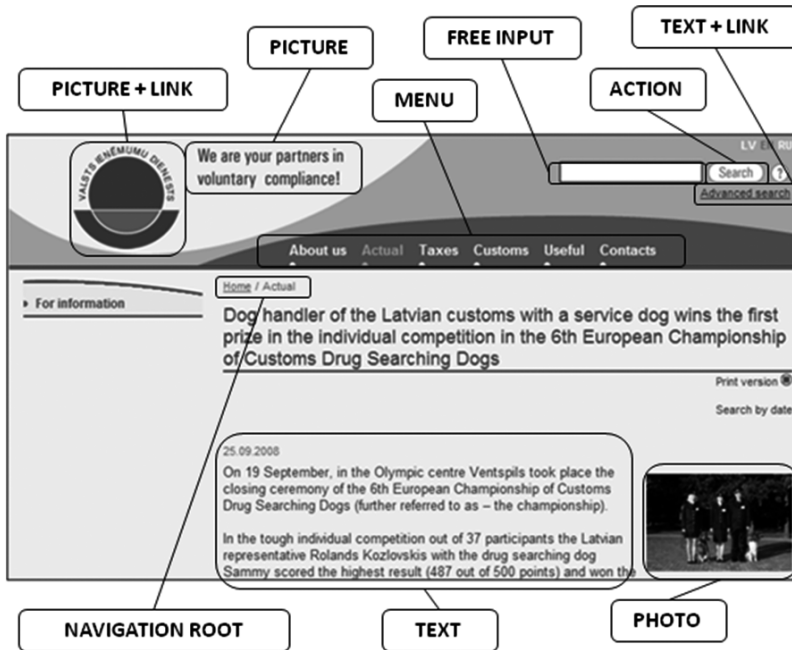 PICTURE
FREE INPUT
TEXT + LINK
PICTURE + LINK
MENU
ACTION
VALSTS IEŅĒMUMU DIENESTS
We are your partners in
voluntary compliance!
LV EN RU
Search ?
Advanced search
About us Actual Taxes Customs Useful Contacts
For information
Home / Actual
Dog handler of the Latvian customs with a service dog wins the first
prize in the individual competition in the 6th European Championship
of Customs Drug Searching Dogs
Print version
Search by date
25.09.2008
On 19 September, in the Olympic centre Ventspils took place the
closing ceremony of the 6th European Championship of Customs
Drug Searching Dogs (further referred to as – the championship).
In the tough individual competition out of 37 participants the Latvian
representative Rolands Kozlovskis with the drug searching dog
Sammy scored the highest result (487 out of 500 points) and won the
NAVIGATION ROOT
TEXT
PHOTO